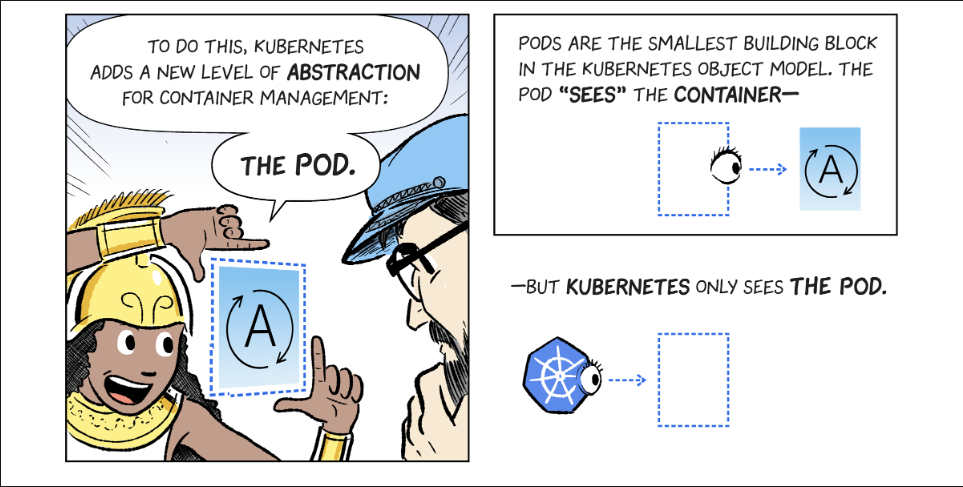 TO DO THIS, KUBERNETES
ADDS A NEW LEVEL OF ABSTRACTION
FOR CONTAINER MANAGEMENT:
THE POD.
A
PODS ARE THE SMALLEST BUILDING BLOCK
IN THE KUBERNETES OBJECT MODEL. THE
POD “SEES” THE CONTAINER—
A
—BUT KUBERNETES ONLY SEES THE POD.